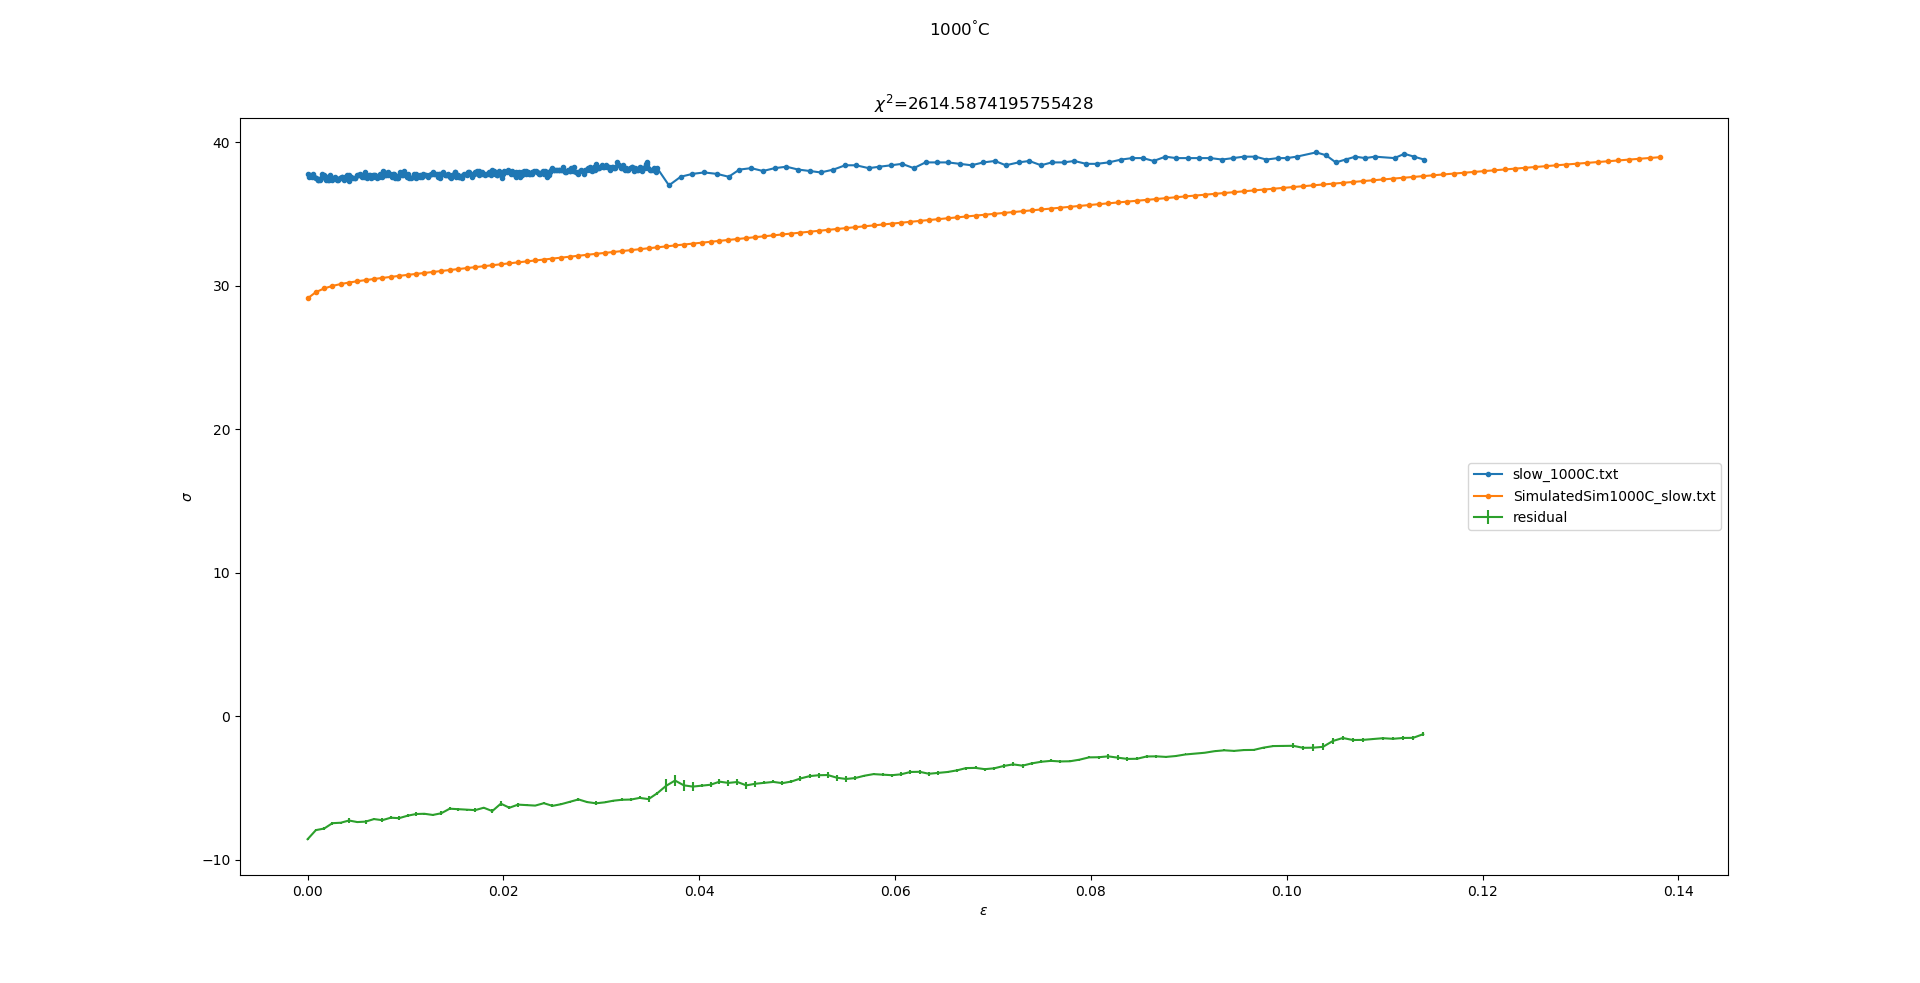 1000°C
χ²=2614.5874195755428
40
30
20
10
0
−10
σ
slow_1000C.txt
SimulatedSim1000C_slow.txt
residual
0.00 0.02 0.04 0.06 0.08 0.10 0.12 0.14
ε